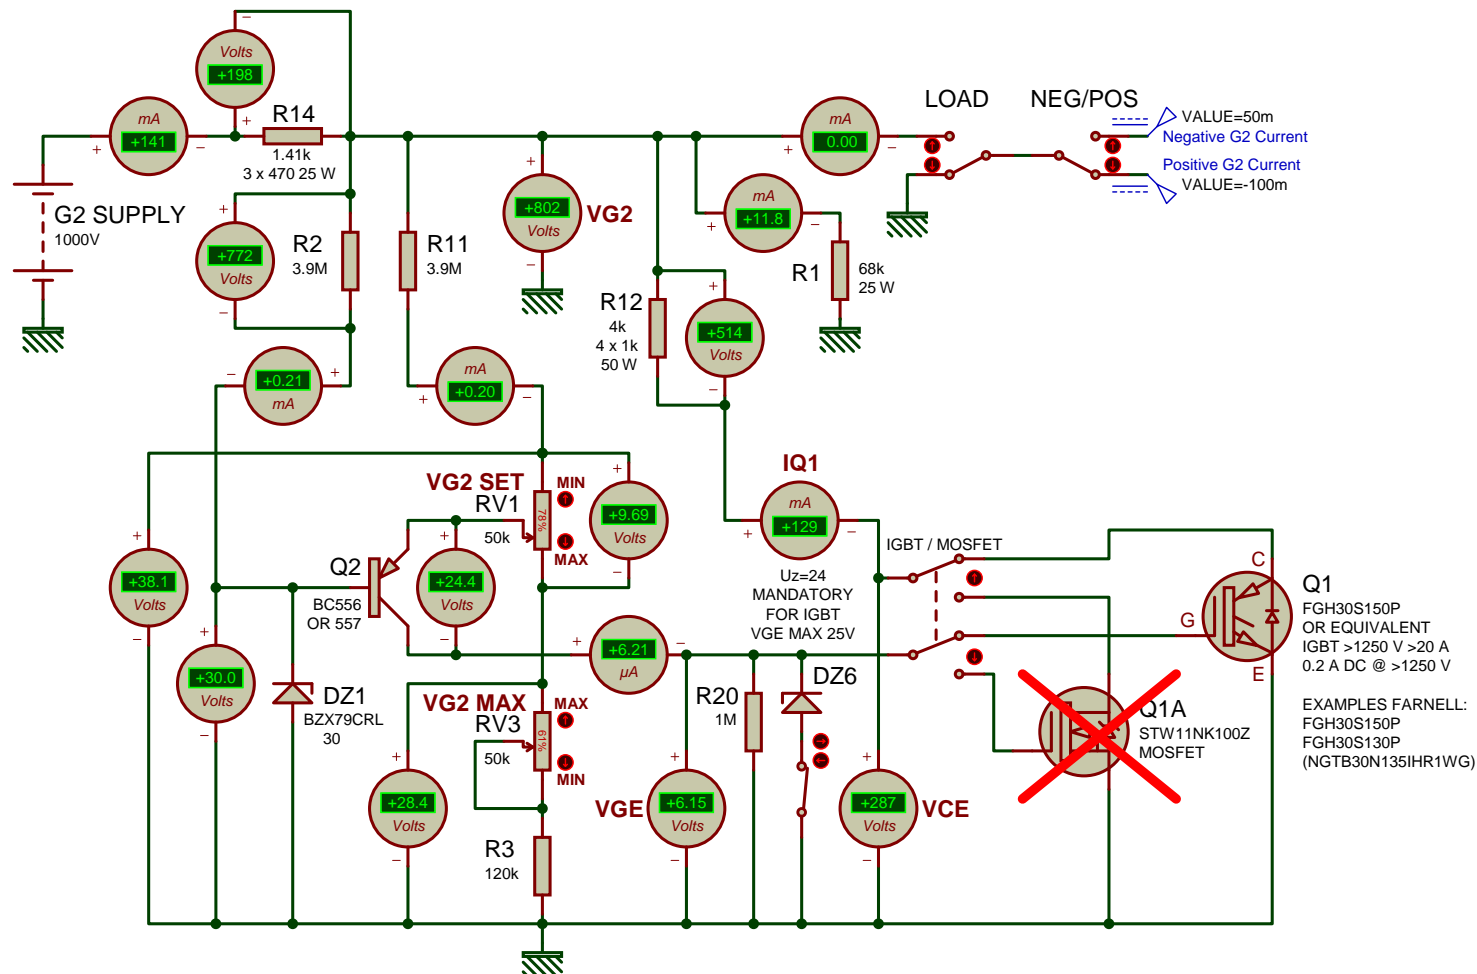 Volts
+198
+
mA
+141
+
−
R14
1.41k
3 x 470 25 W
G2 SUPPLY
1000V
+
+772
Volts
−
R2
3.9M
R11
3.9M
+
+802
Volts
−
VG2
mA
0.00
+
−
LOAD
NEG/POS
VALUE=50m
Negative G2 Current
Positive G2 Current
VALUE=-100m
mA
+11.8
+
−
R1
68k
25 W
R12
4k
4 x 1k
50 W
+
+514
Volts
−
−
+
+0.21
mA
mA
+0.20
+
−
VG2 SET
RV1
50k
78%
MIN
MAX
+
+9.69
Volts
−
IQ1
mA
+129
+
−
Uz=24
MANDATORY
FOR IGBT
VGE MAX 25V
IGBT / MOSFET
+
+38.1
Volts
−
Q2
BC556
OR 557
+
+24.4
Volts
−
+
+30.0
Volts
−
DZ1
BZX79CRL
30
+
−
+6.21
µA
VG2 MAX
RV3
50k
61%
MAX
MIN
+
+28.4
Volts
−
R3
120k
VGE
+
+6.15
Volts
−
R20
1M
DZ6
+
+287
Volts
−
VCE
C
G
E
Q1
FGH30S150P
OR EQUIVALENT
IGBT >1250 V >20 A
0.2 A DC @ >1250 V
EXAMPLES FARNELL:
FGH30S150P
FGH30S130P
(NGTB30N135IHR1WG)
Q1A
STW11NK100Z
MOSFET